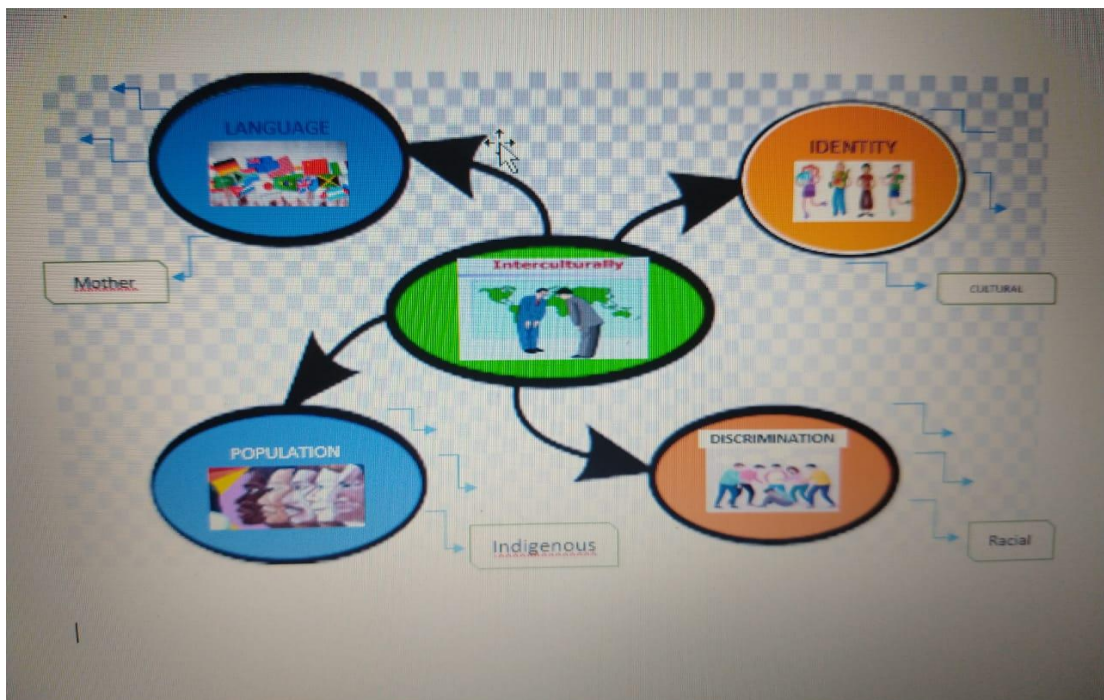 LANGUAGE
IDENTITY
Interculturally
Mother
CULTURAL
POPULATION
DISCRIMINATION
Indigenous
Racial